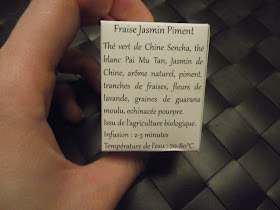 Fraise Jasmin Piment
Thé vert de Chine Sencha, thé
blanc Pai Mu Tan, Jasmin de
Chine, arôme naturel, piment,
tranches de fraises, fleurs de
lavande, graines de guarana
moulu, echinacée pourpre.
Issu de l'agriculture biologique.
Infusion : 2-3 minutes
Température de l'eau : 70-80°C